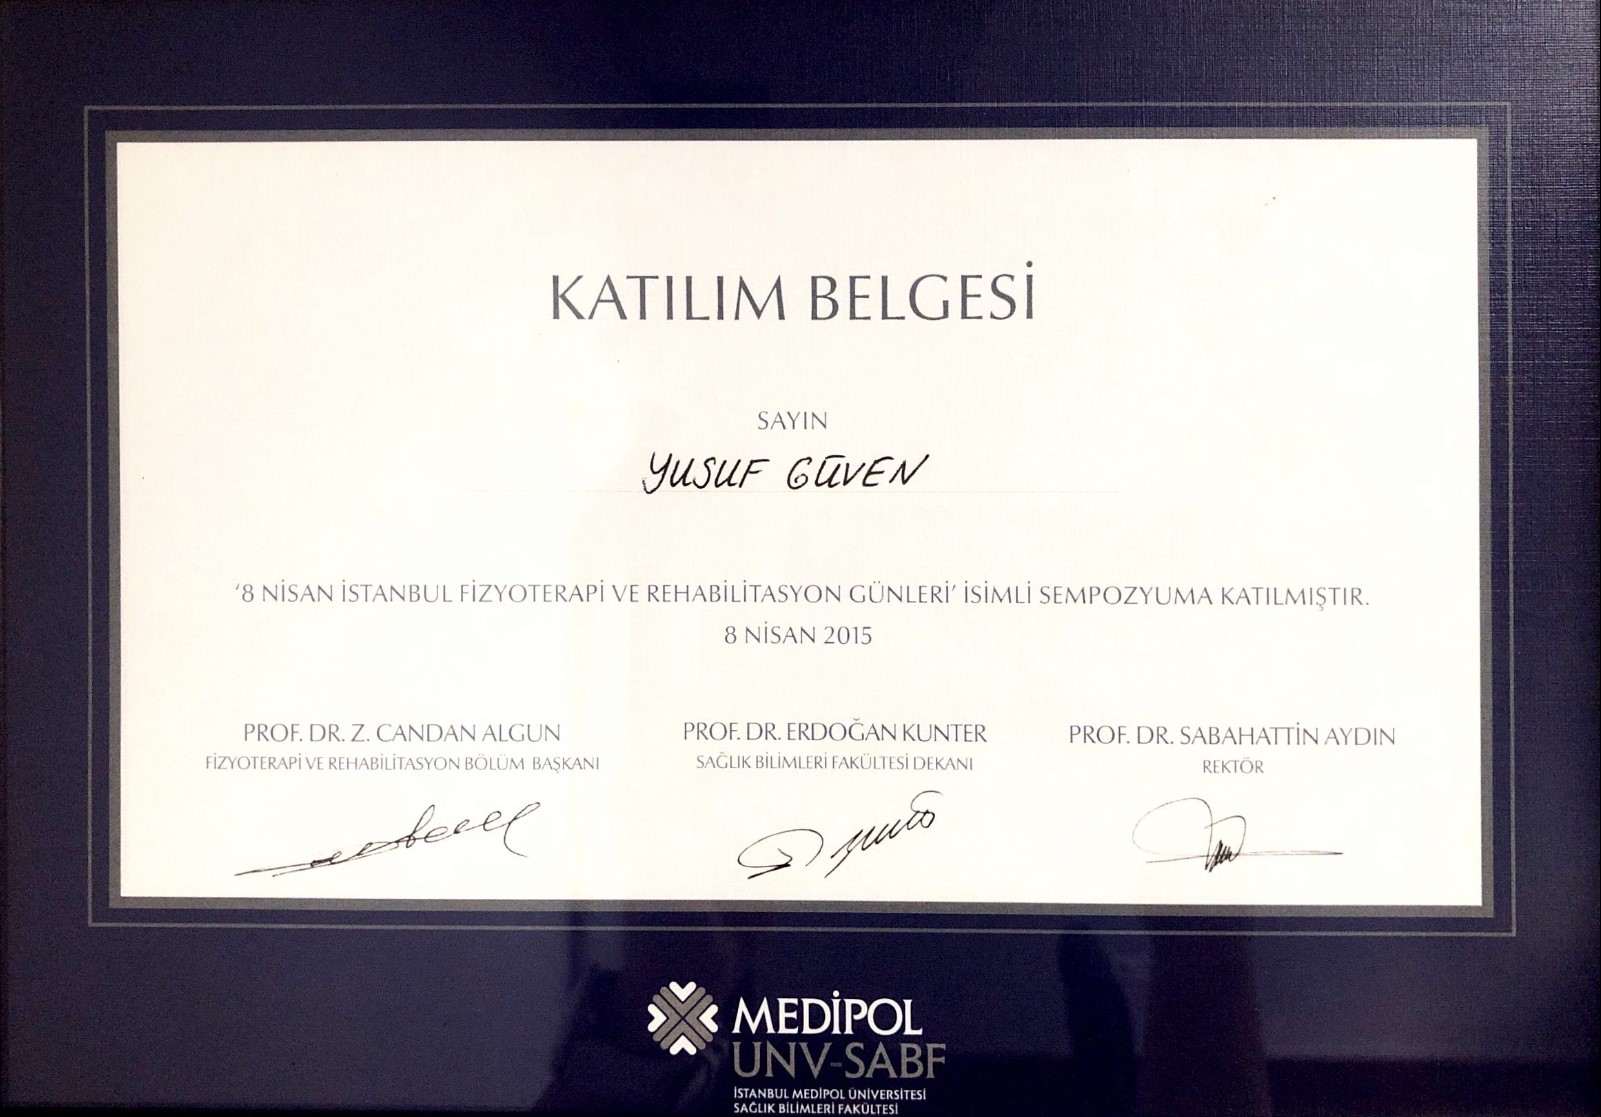 KATILIM BELGESİ
SAYIN
YUSUF GÜVEN
‘8 NİSAN İSTANBUL FİZYOTERAPİ VE REHABİLİTASYON GÜNLERİ’ İSİMLİ SEMPOZYUMA KATILMIŞTIR.
8 NİSAN 2015
PROF. DR. Z. CANDAN ALGUN
FİZYOTERAPİ VE REHABİLİTASYON BÖLÜM BAŞKANI
PROF. DR. ERDOĞAN KUNTER
SAĞLIK BİLİMLERİ FAKÜLTESİ DEKANI
PROF. DR. SABAHATTİN AYDIN
REKTÖR
MEDİPOL
UNV-SABF
İSTANBUL MEDİPOL ÜNİVERSİTESİ
SAĞLIK BİLİMLERİ FAKÜLTESİ